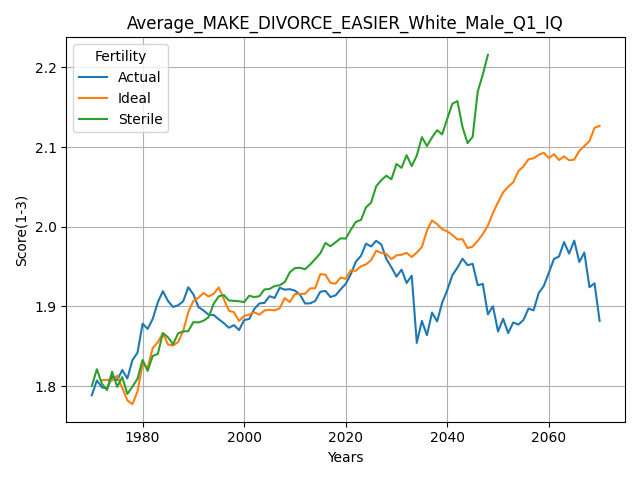 Average_MAKE_DIVORCE_EASIER_White_Male_Q1_IQ
Fertility
Actual
Ideal
Sterile
Score(1-3)
2.2
2.1
2.0
1.9
1.8
1980
2000
2020
2040
2060
Years